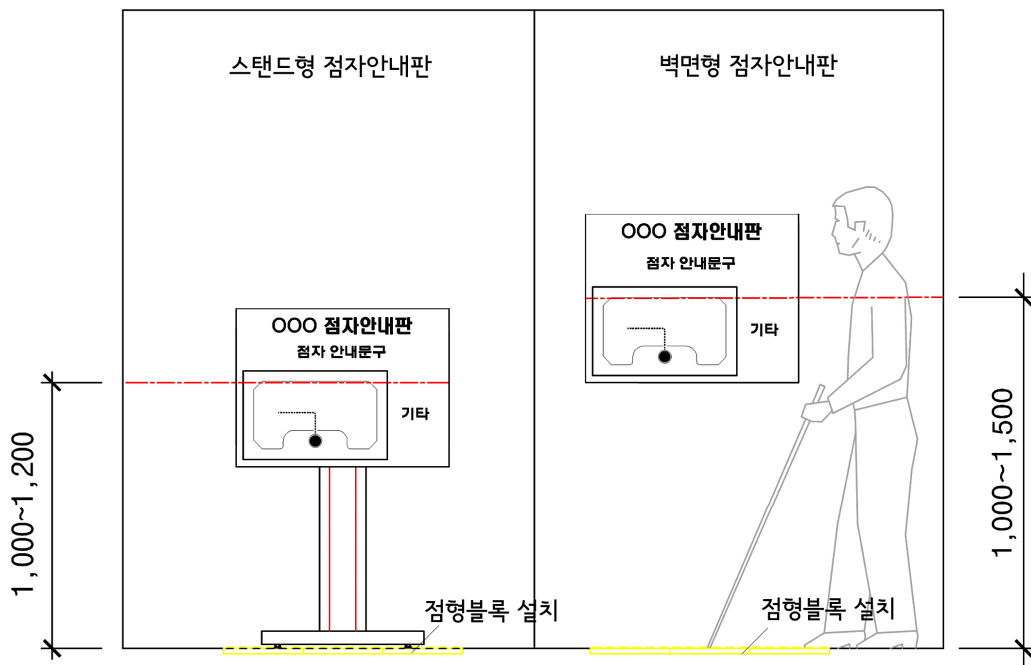 스탠드형 점자안내판
벽면형 점자안내판
OOO 점자안내판
점자 안내문구
기타
OOO 점자안내판
점자 안내문구
기타
1,000~1,200
1,000~1,500
점형블록 설치
점형블록 설치